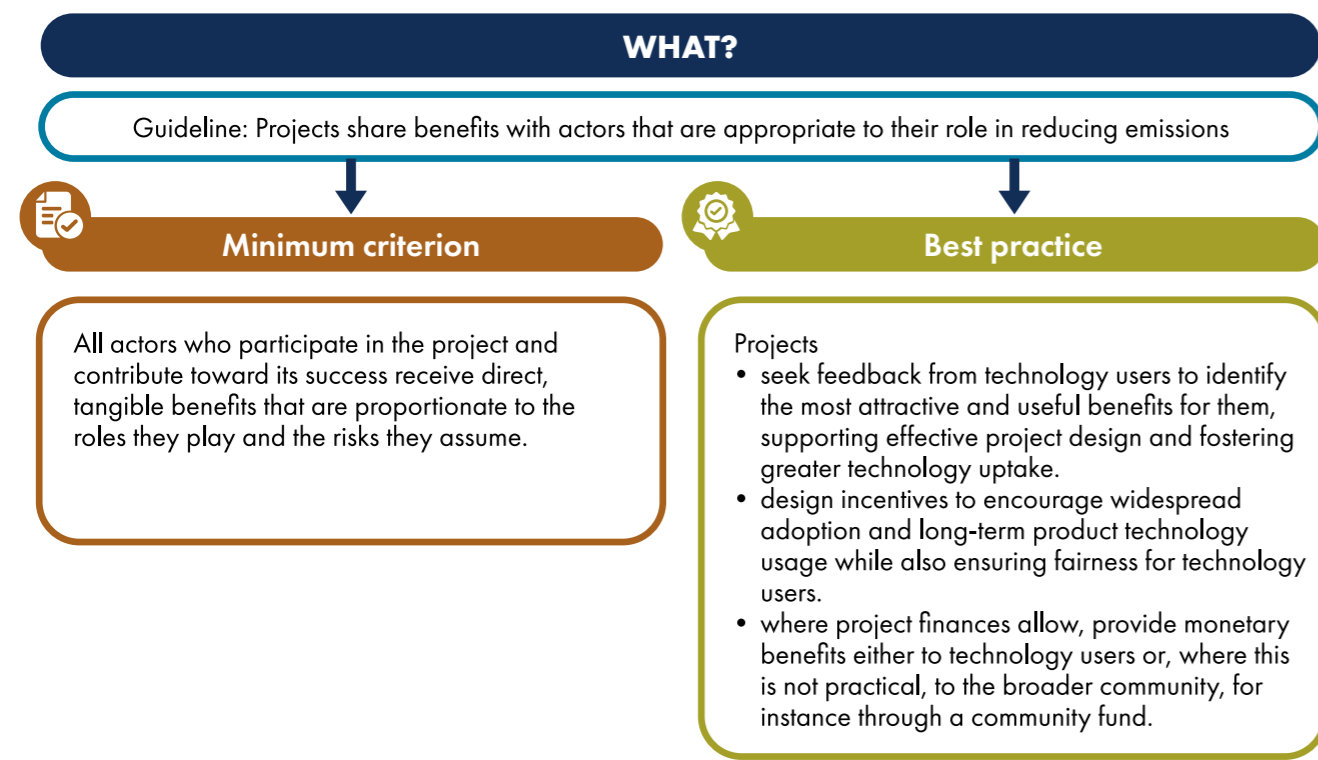 WHAT?
Guideline: Projects share benefits with actors that are appropriate to their role in reducing emissions
Minimum criterion
All actors who participate in the project and
contribute toward its success receive direct,
tangible benefits that are proportionate to the
roles they play and the risks they assume.
Best practice
Projects
• seek feedback from technology users to identify
the most attractive and useful benefits for them,
supporting effective project design and fostering
greater technology uptake.
• design incentives to encourage widespread
adoption and long-term product technology
usage while also ensuring fairness for technology
users.
• where project finances allow, provide monetary
benefits either to technology users or, where this
is not practical, to the broader community, for
instance through a community fund.